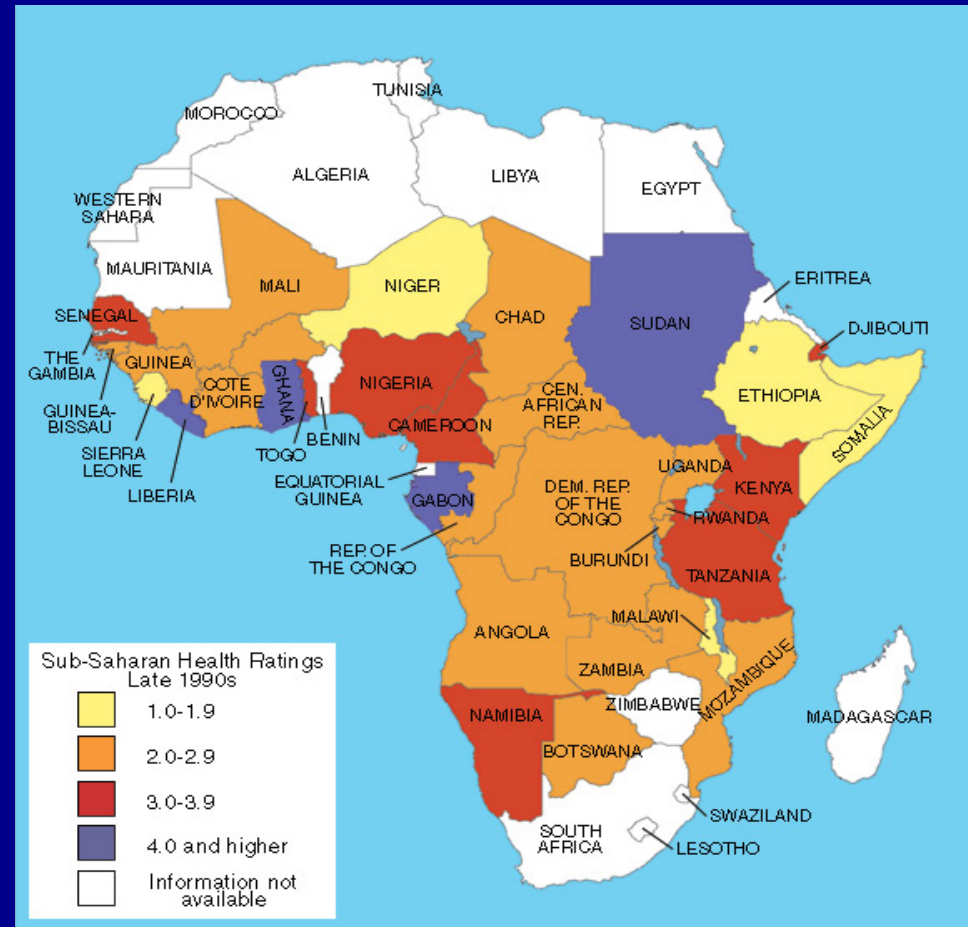 TUNISIA
MOROCCO
ALGERIA
LIBYA
EGYPT
WESTERN
SAHARA
MAURITANIA
MALI
NIGER
CHAD
SUDAN
ERITREA
DJIBOUTI
SENEGAL
THE
GAMBIA
GUINEA
GUINEA-
BISSAU
SIERRA
LEONE
LIBERIA
COTE
D'IVOIRE
GHANA
TOGO
BENIN
NIGERIA
CAMEROON
CEN.
AFRICAN
REP.
ETHIOPIA
SOMALIA
EQUATORIAL
GUINEA
GABON
REP. OF
THE CONGO
DEM. REP.
OF THE
CONGO
UGANDA
KENYA
RWANDA
BURUNDI
TANZANIA
ANGOLA
MALAWI
ZAMBIA
MOZAMBIQUE
ZIMBABWE
NAMIBIA
BOTSWANA
MADAGASCAR
SWAZILAND
SOUTH
AFRICA
LESOTHO
Sub-Saharan Health Ratings
Late 1990s
1.0-1.9
2.0-2.9
3.0-3.9
4.0 and higher
Information not
available